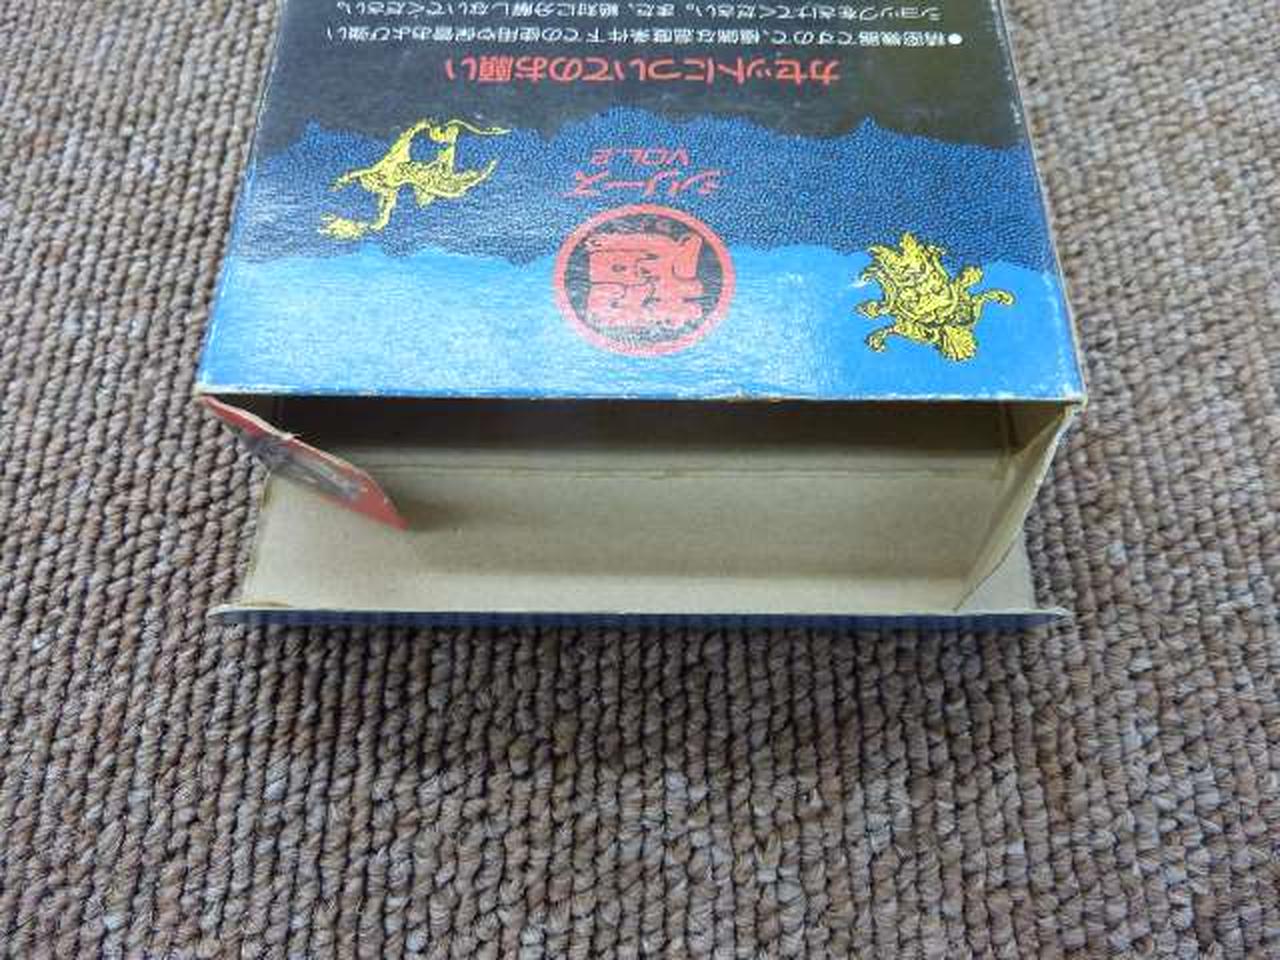 超
シリーズ
VOL.2
カセットについてのお願い
●精密機器ですので、極端な温度条件下での使用や保管および強い
ショックをさけてください。また、絶対に分解しないでください。